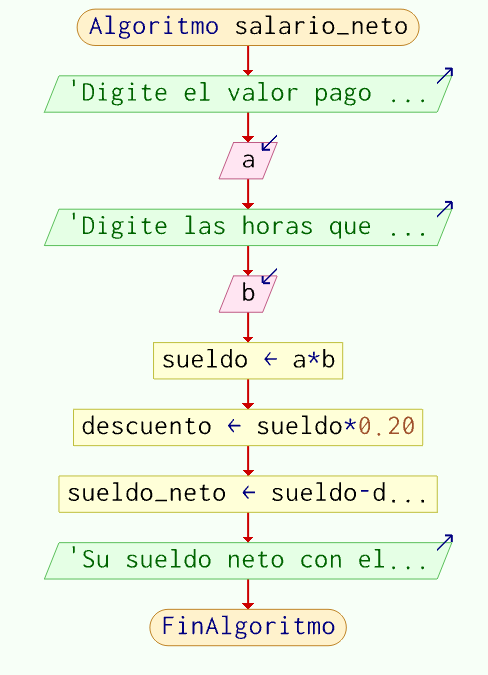 Algoritmo salario_neto
'Digite el valor pago ...
a
'Digite las horas que ...
b
sueldo ← a*b
descuento ← sueldo*0.20
sueldo_neto ← sueldo-d...
'Su sueldo neto con el...
FinAlgoritmo